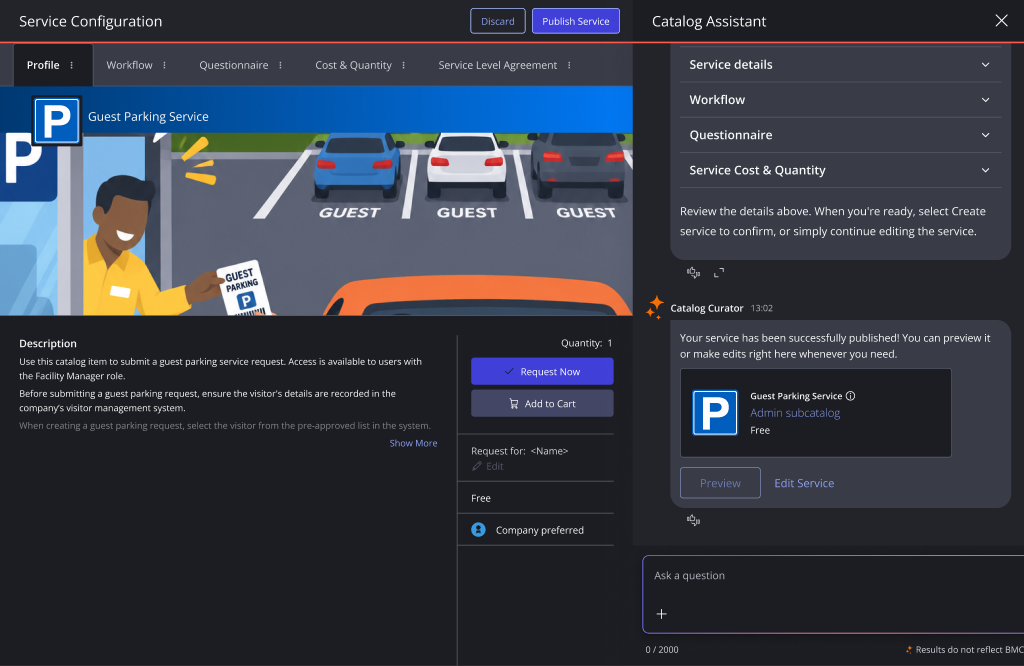 Service Configuration
Discard
Publish Service
Profile
Workflow
Questionnaire
Cost & Quantity
Service Level Agreement
P
Guest Parking Service
P
GUEST
GUEST
GUEST
GUEST
PARKING
P
Description
Use this catalog item to submit a guest parking service request. Access is available to users with
the Facility Manager role.
Before submitting a guest parking request, ensure the visitor's details are recorded in the
company's visitor management system.
When creating a guest parking request, select the visitor from the pre-approved list in the system.
Show More
Quantity: 1
Request Now
Add to Cart
Request for: <Name>
Edit
Free
Company preferred
Catalog Assistant
Service details
Workflow
Questionnaire
Service Cost & Quantity
Review the details above. When you're ready, select Create
service to confirm, or simply continue editing the service.
Catalog Curator 13:02
Your service has been successfully published! You can preview it
or make edits right here whenever you need.
P
Guest Parking Service
Admin subcatalog
Free
Preview
Edit Service
Ask a question
0 / 2000
Results do not reflect BMC